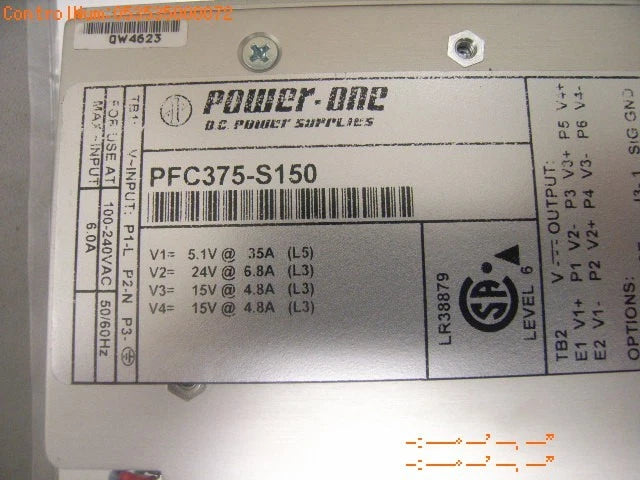 QW4623
POWER-ONE
D.C. POWER SUPPLIES
PFC375-S150
V1= 5.1V @ 35A (L5)
V2= 24V @ 6.8A (L3)
V3= 15V @ 4.8A (L3)
V4= 15V @ 4.8A (L3)
TB1: V~INPUT: P1-L P2-N P3-
FOR USE AT 100-240VAC 50/60Hz
MAX INPUT 6.0A
LR38879
SA
LEVEL 6
TB2 V OUTPUT:
E1 V1+ P1 V2- P3 V3+ P5 V4+
E2 V1- P2 V2+ P4 V3- P6 V4-
SIG GND
OPTIONS: